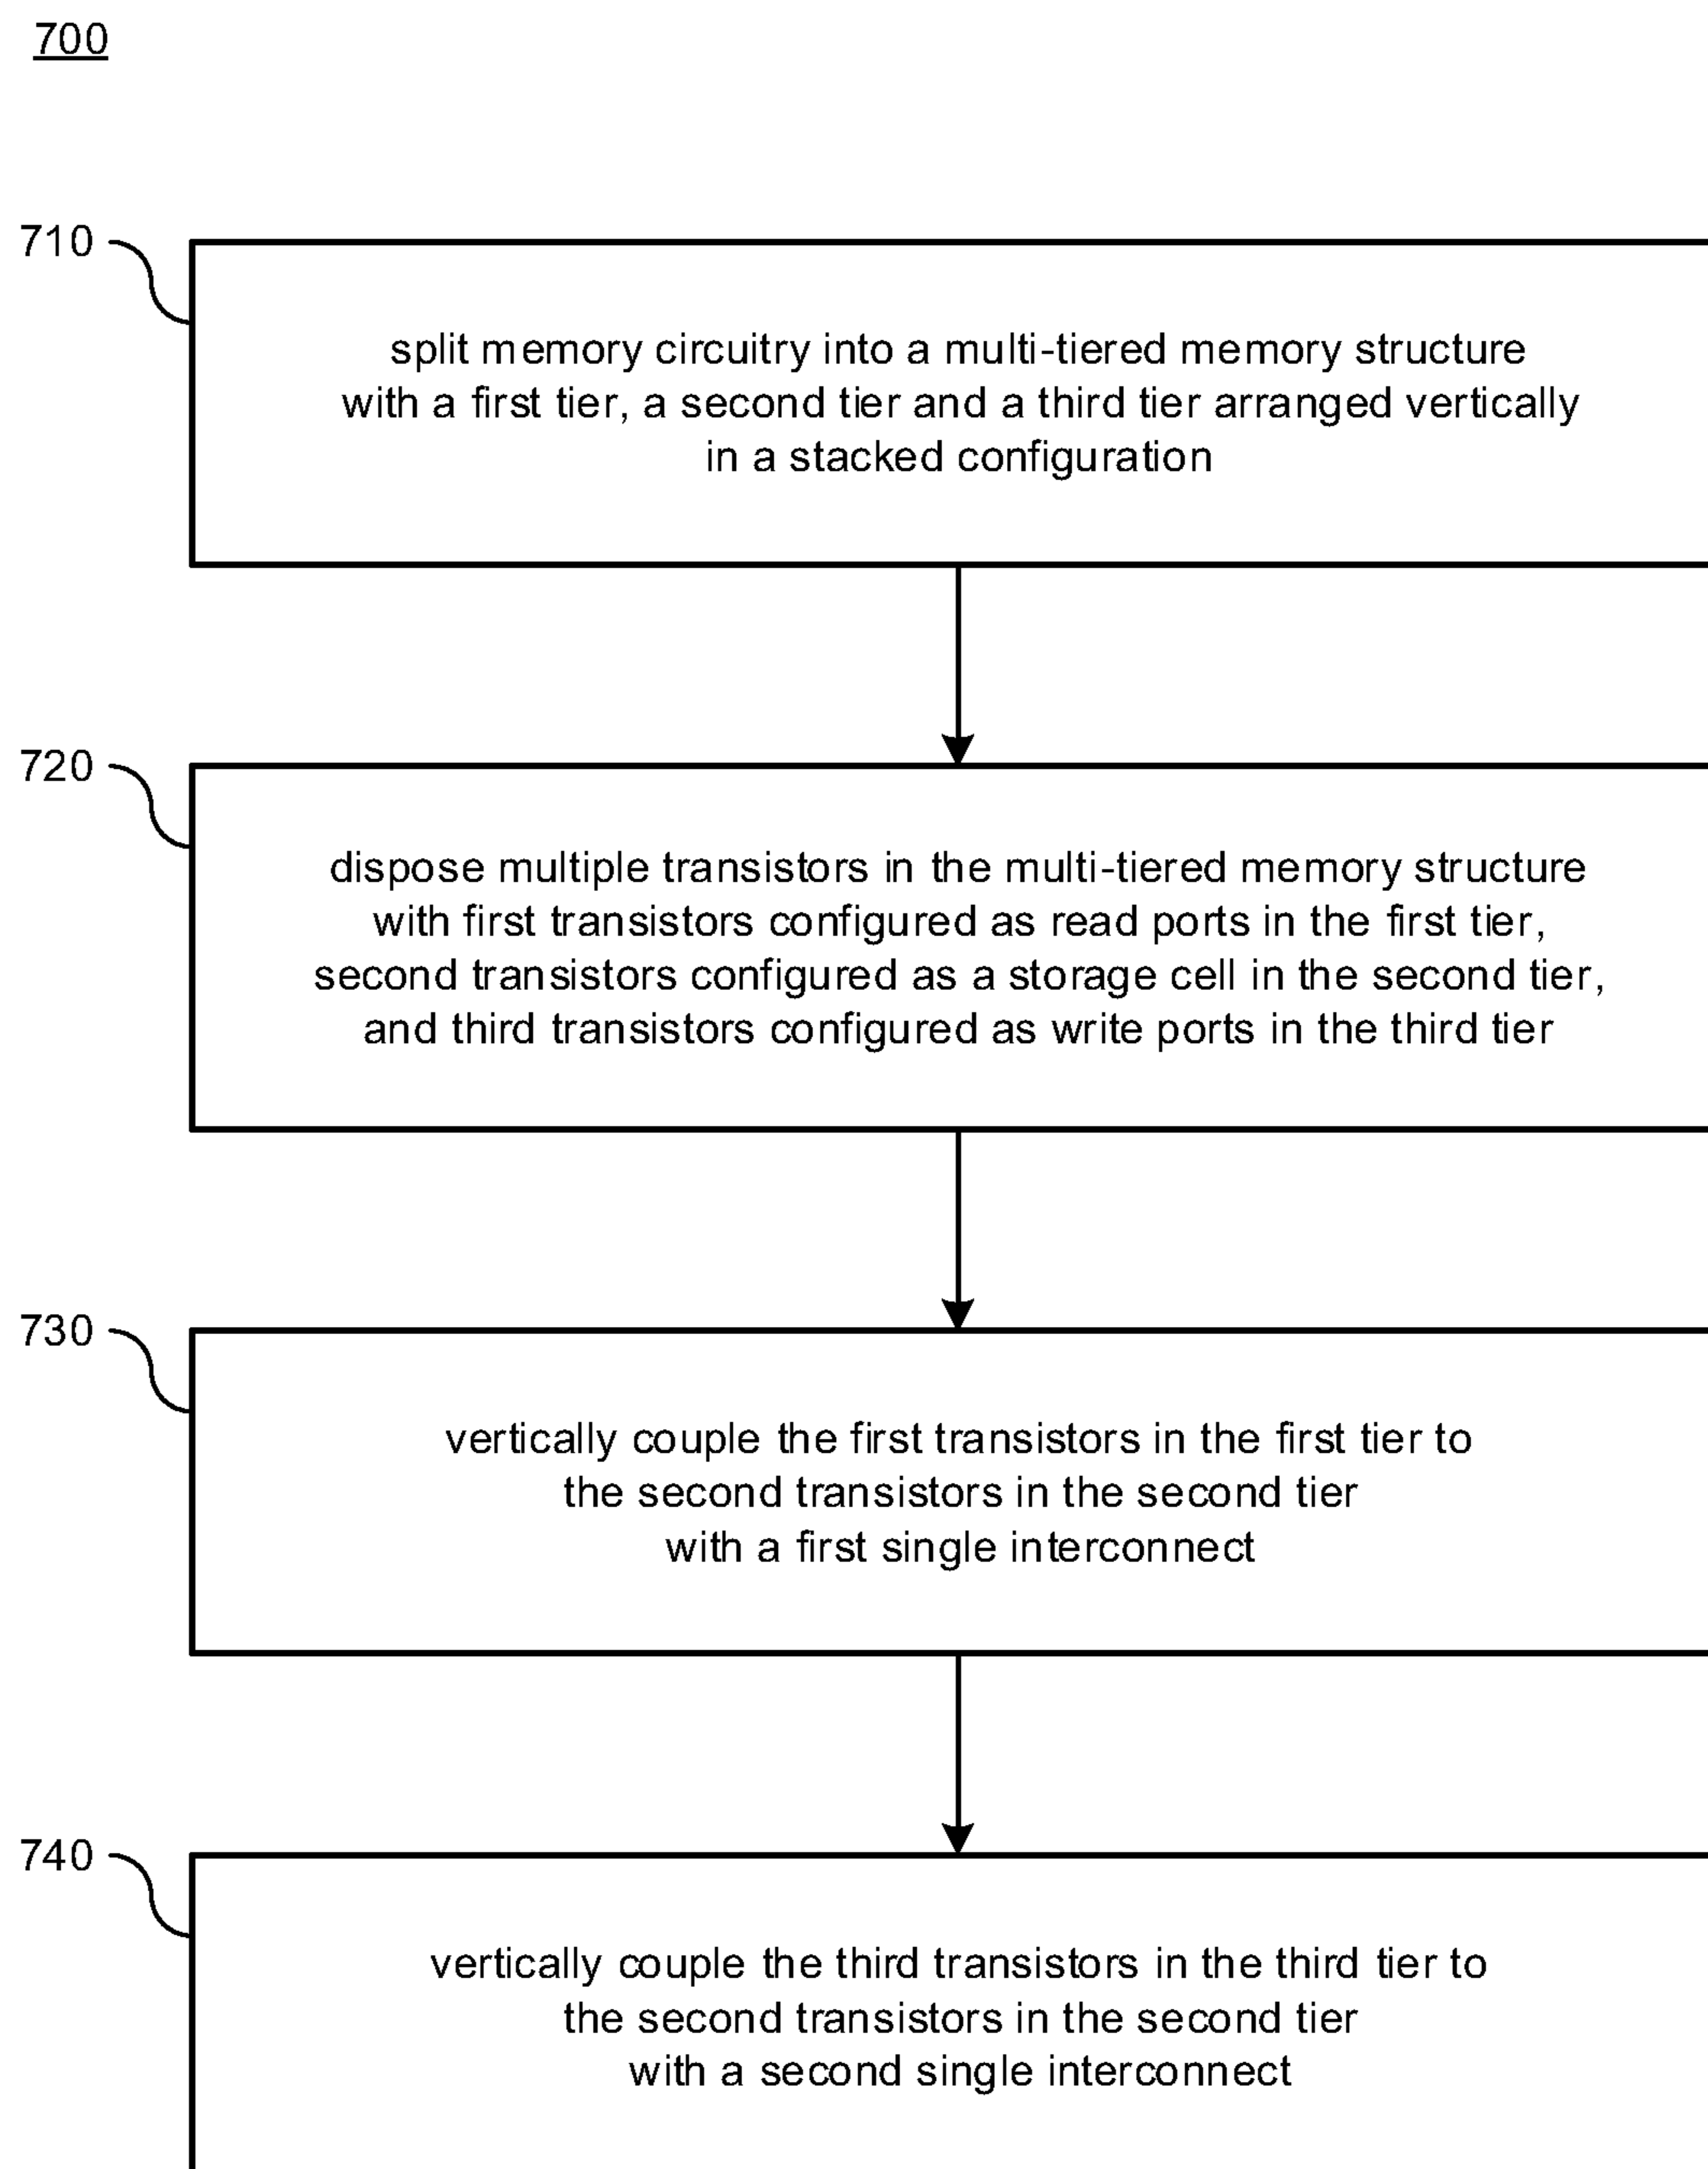 700
710
split memory circuitry into a multi-tiered memory structure
with a first tier, a second tier and a third tier arranged vertically
in a stacked configuration
720
dispose multiple transistors in the multi-tiered memory structure
with first transistors configured as read ports in the first tier,
second transistors configured as a storage cell in the second tier,
and third transistors configured as write ports in the third tier
730
vertically couple the first transistors in the first tier to
the second transistors in the second tier
with a first single interconnect
740
vertically couple the third transistors in the third tier to
the second transistors in the second tier
with a second single interconnect